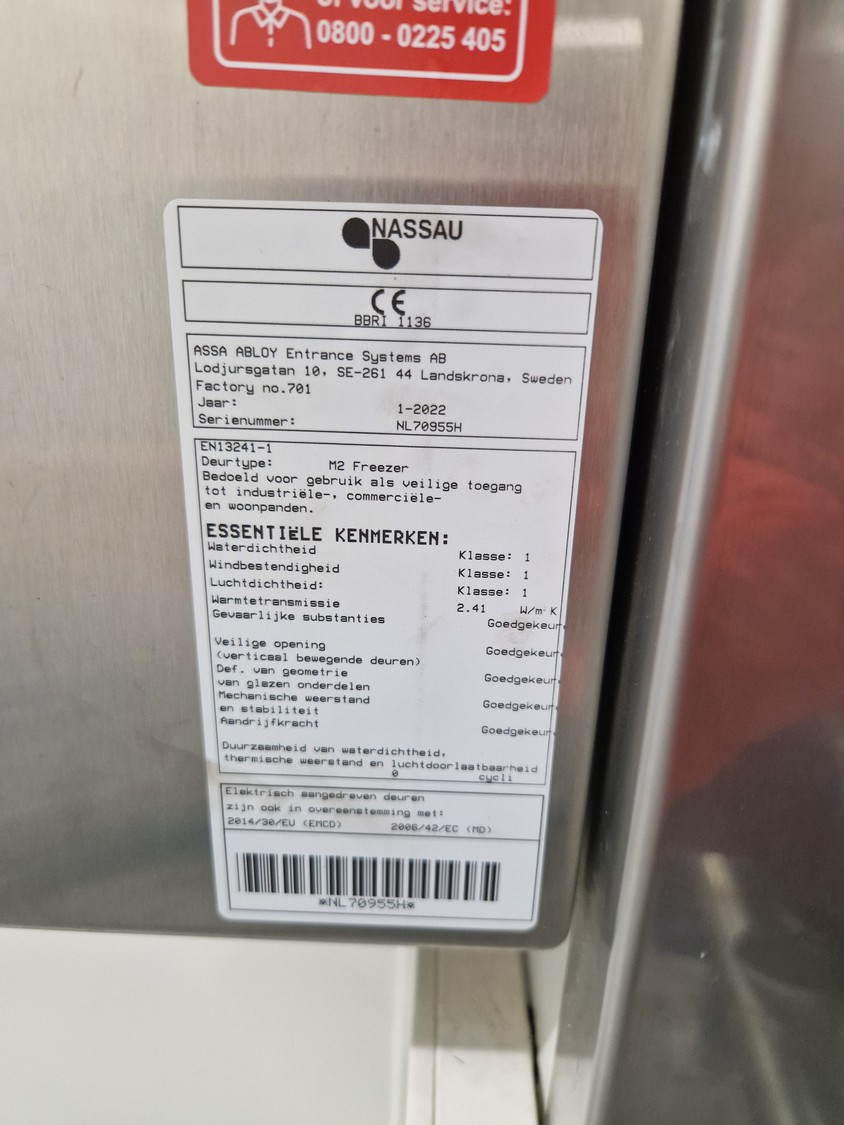 of voor service:
0800 - 0225 405
NASSAU
CE
BBRI 1136
ASSA ABLOY Entrance Systems AB
Lodjursgatan 10, SE-261 44 Landskrona, Sweden
Factory no.701
Jaar: 1-2022
Serienummer: NL70955H
EN13241-1
Deurtype: M2 Freezer
Bedoeld voor gebruik als veilige toegang
tot industriële-, commerciële-
en woonpanden.
ESSENTIËLE KENMERKEN:
Waterdichtheid Klasse: 1
Windbestendigheid Klasse: 1
Luchtdichtheid: Klasse: 1
Warmtetransmissie 2.41 W/m K
Gevaarlijke substanties Goedgekeur
Veilige opening Goedgekeur
(verticaal bewegende deuren)
Def. van geometrie Goedgekeur
van glazen onderdelen
Mechanische weerstand Goedgekeur
en stabiliteit
Aandrijfkracht Goedgekeur
Duurzaamheid van waterdichtheid,
thermische weerstand en luchtdoorlaatbaarheid
0 cycli
Elektrisch aangedreven deuren
zijn ook in overeenstemming met:
2014/30/EU (EMCD) 2006/42/EC (MD)
*NL70955H*